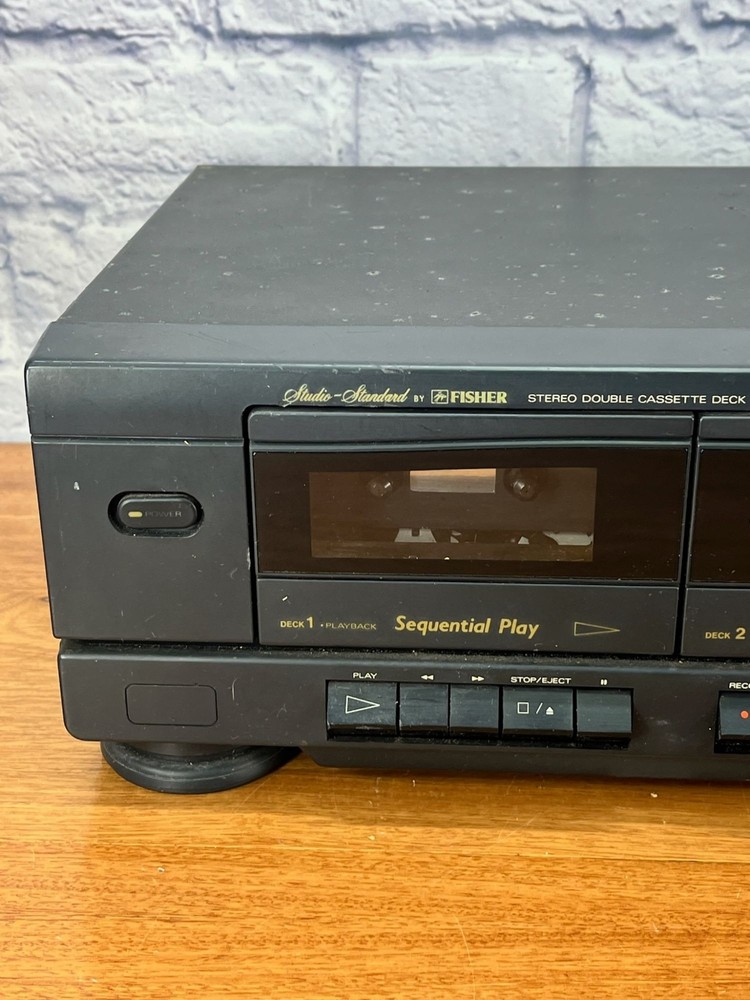 Studio-Standard BY FISHER STEREO DOUBLE CASSETTE DECK
POWER
DECK 1 • PLAYBACK Sequential Play
DECK 2
PLAY ◀◀ ▶▶ STOP/EJECT ⏸
REC